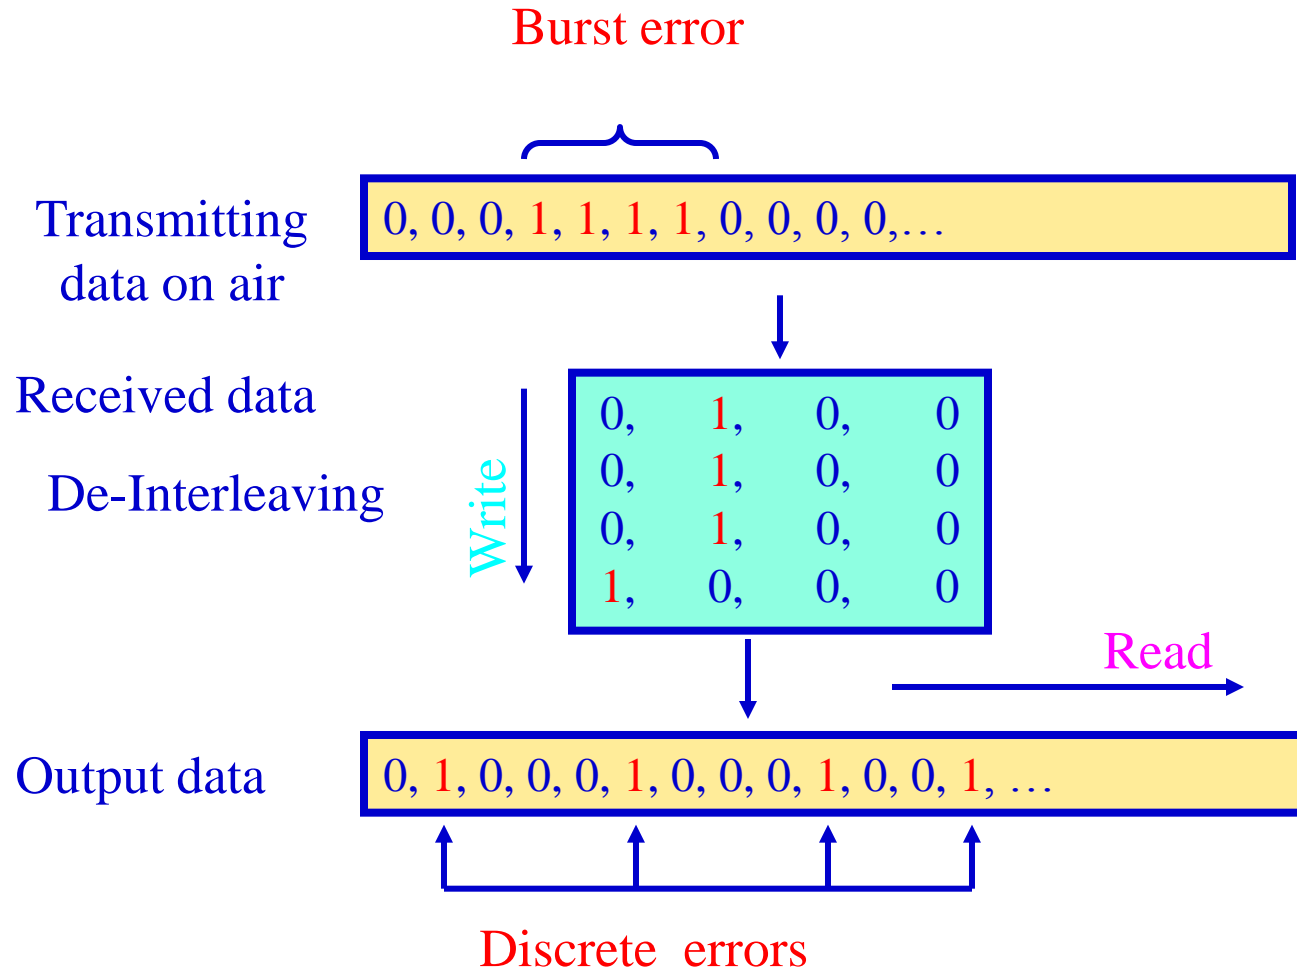 Burst error
Transmitting
data on air
0, 0, 0, 1, 1, 1, 1, 0, 0, 0, 0,…
Received data
De-Interleaving
Write
0, 1, 0, 0
0, 1, 0, 0
0, 1, 0, 0
1, 0, 0, 0
Read
Output data
0, 1, 0, 0, 0, 1, 0, 0, 0, 1, 0, 0, 1, …
Discrete errors